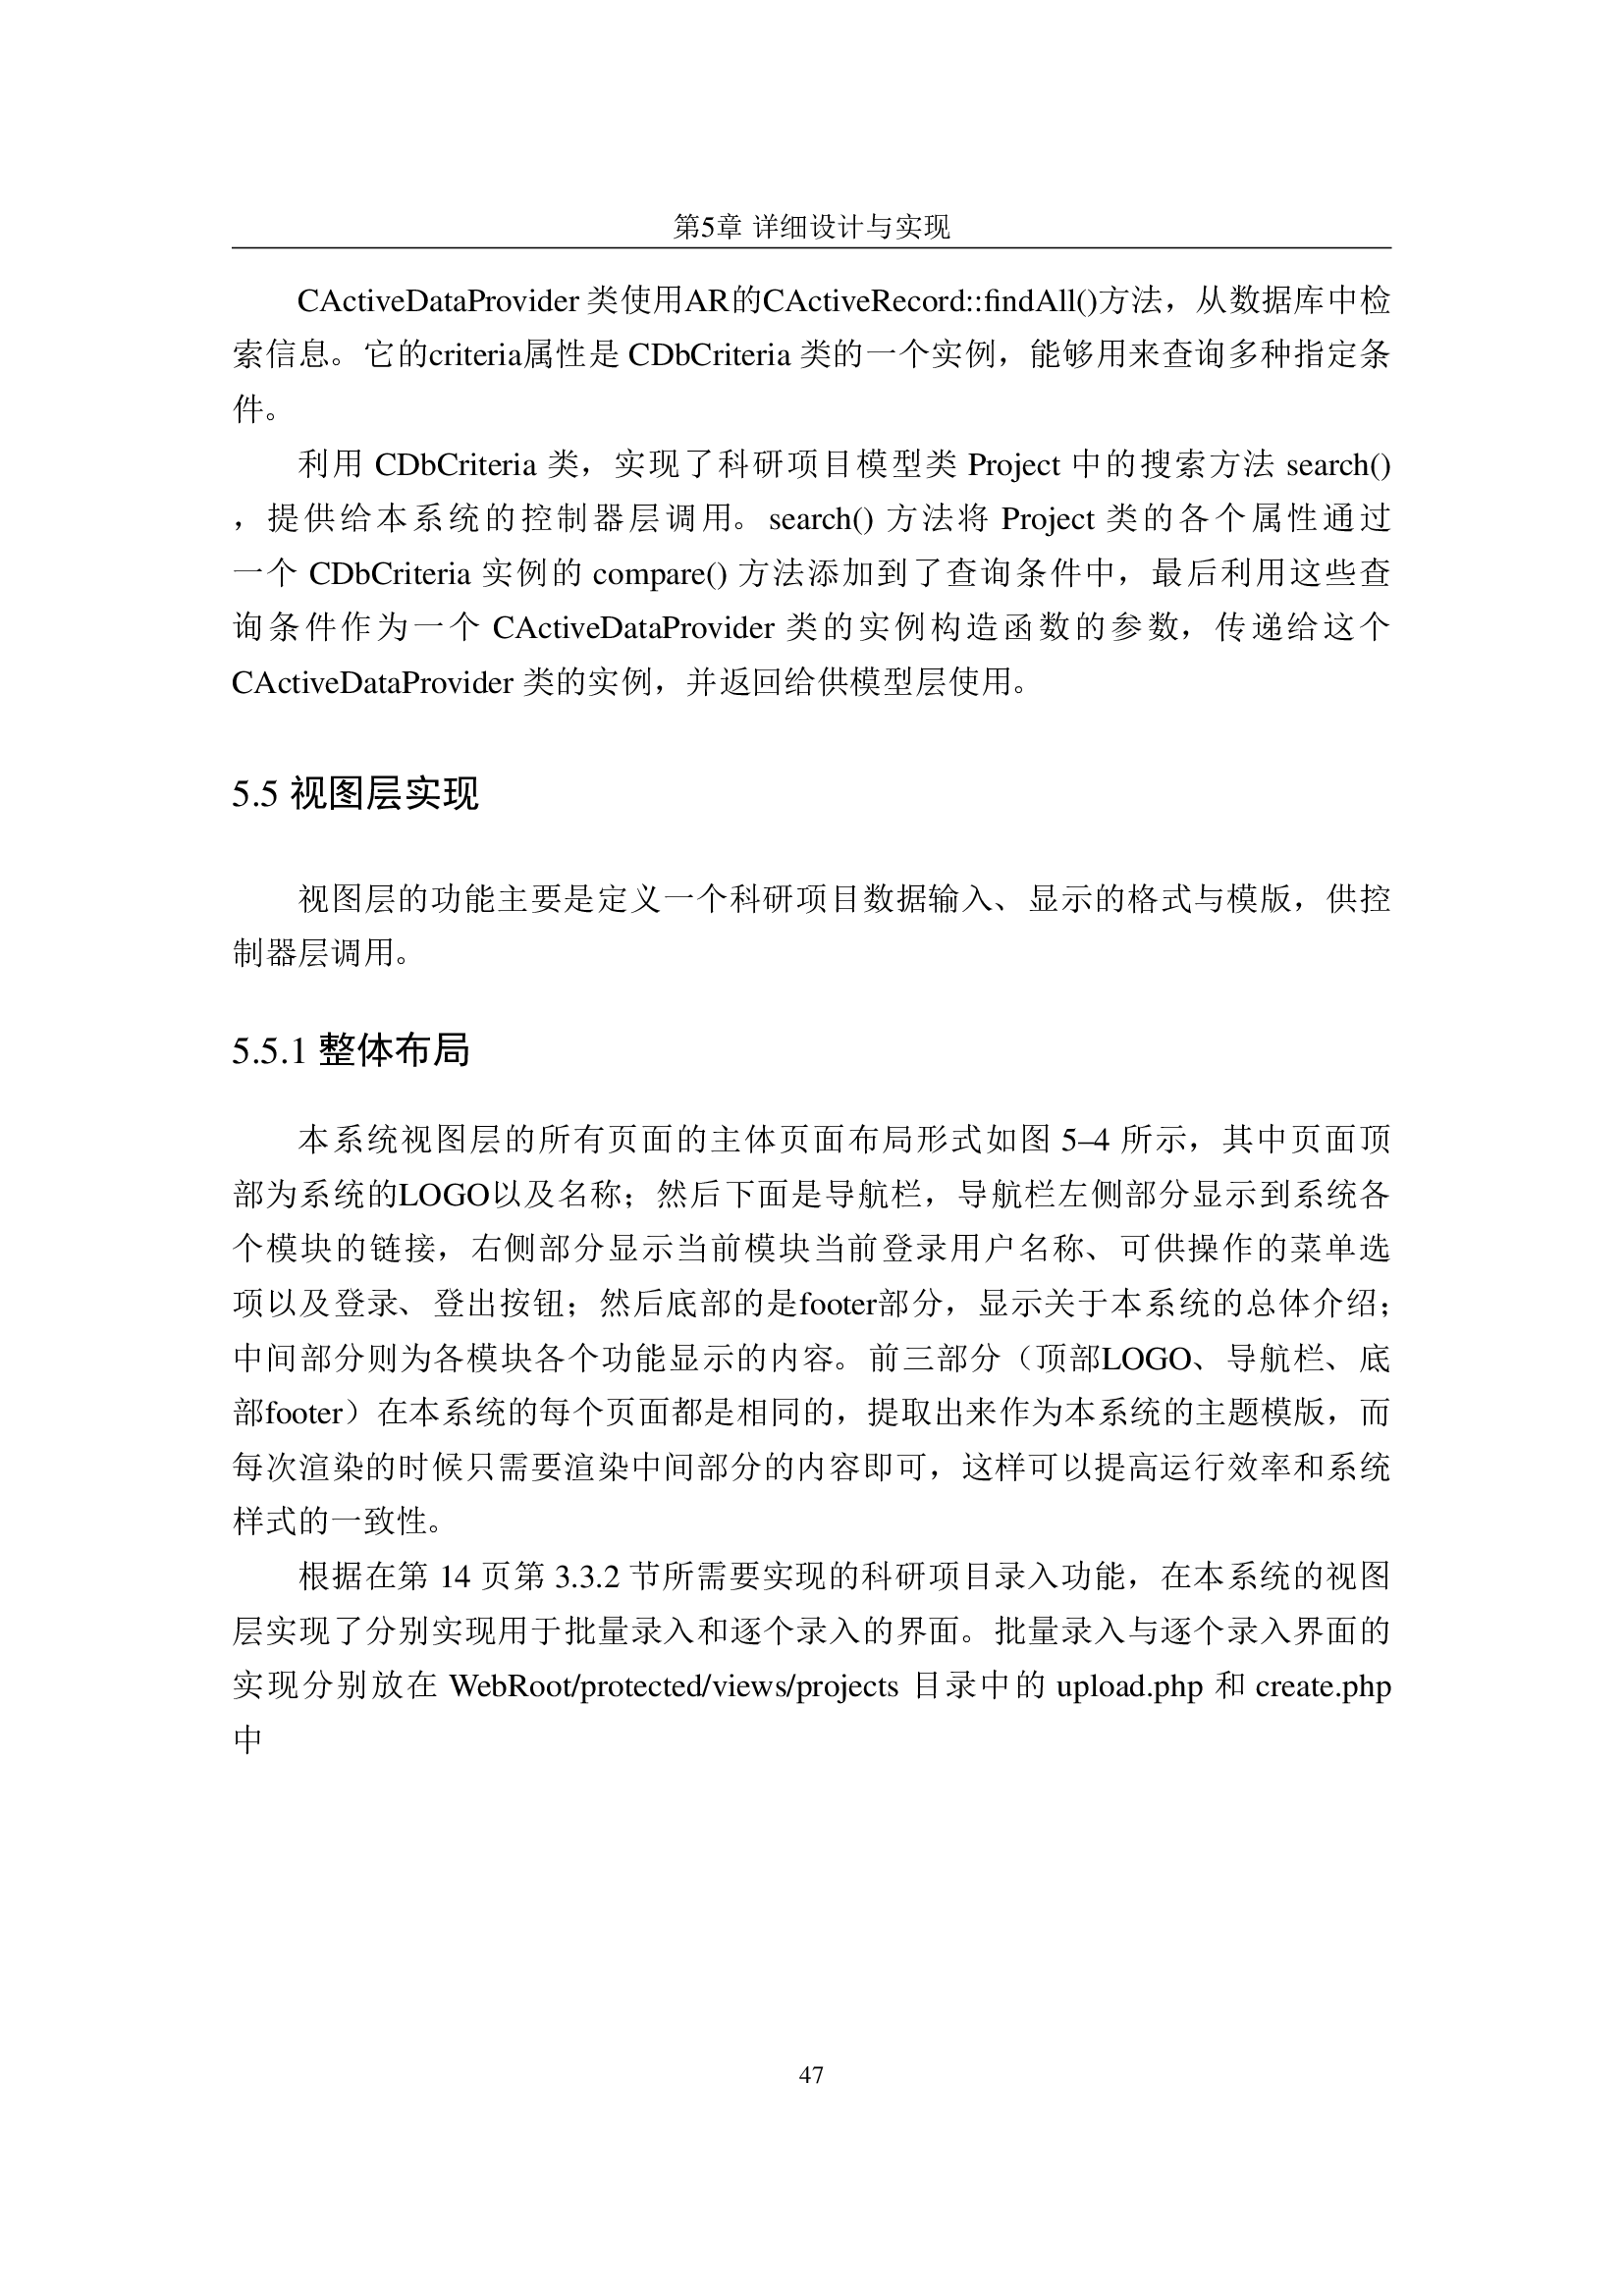 第5章 详细设计与实现
CActiveDataProvider 类使用AR的CActiveRecord::findAll()方法，从数据库中检
索信息。它的criteria属性是 CDbCriteria 类的一个实例，能够用来查询多种指定条
件。
利用 CDbCriteria 类，实现了科研项目模型类 Project 中的搜索方法 search()
，提供给本系统的控制器层调用。search() 方法将 Project 类的各个属性通过
一个 CDbCriteria 实例的 compare() 方法添加到了查询条件中，最后利用这些查
询条件作为一个 CActiveDataProvider 类的实例构造函数的参数，传递给这个
CActiveDataProvider 类的实例，并返回给供模型层使用。
5.5 视图层实现
视图层的功能主要是定义一个科研项目数据输入、显示的格式与模版，供控
制器层调用。
5.5.1 整体布局
本系统视图层的所有页面的主体页面布局形式如图 5–4 所示，其中页面顶
部为系统的LOGO以及名称；然后下面是导航栏，导航栏左侧部分显示到系统各
个模块的链接，右侧部分显示当前模块当前登录用户名称、可供操作的菜单选
项以及登录、登出按钮；然后底部的是footer部分，显示关于本系统的总体介绍；
中间部分则为各模块各个功能显示的内容。前三部分（顶部LOGO、导航栏、底
部footer）在本系统的每个页面都是相同的，提取出来作为本系统的主题模版，而
每次渲染的时候只需要渲染中间部分的内容即可，这样可以提高运行效率和系统
样式的一致性。
根据在第 14 页第 3.3.2 节所需要实现的科研项目录入功能，在本系统的视图
层实现了分别实现用于批量录入和逐个录入的界面。批量录入与逐个录入界面的
实现分别放在 WebRoot/protected/views/projects 目录中的 upload.php 和 create.php
中
47